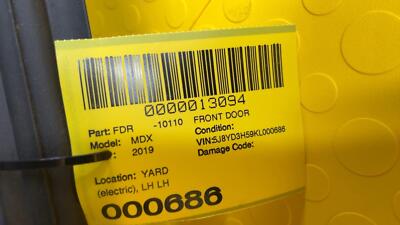 0000013094
Part: FDR -10110 FRONT DOOR
Model: MDX Condition:
2019 VIN:5J8YD3H59KL000686
Damage Code:
Location: YARD
(electric), LH LH
000686